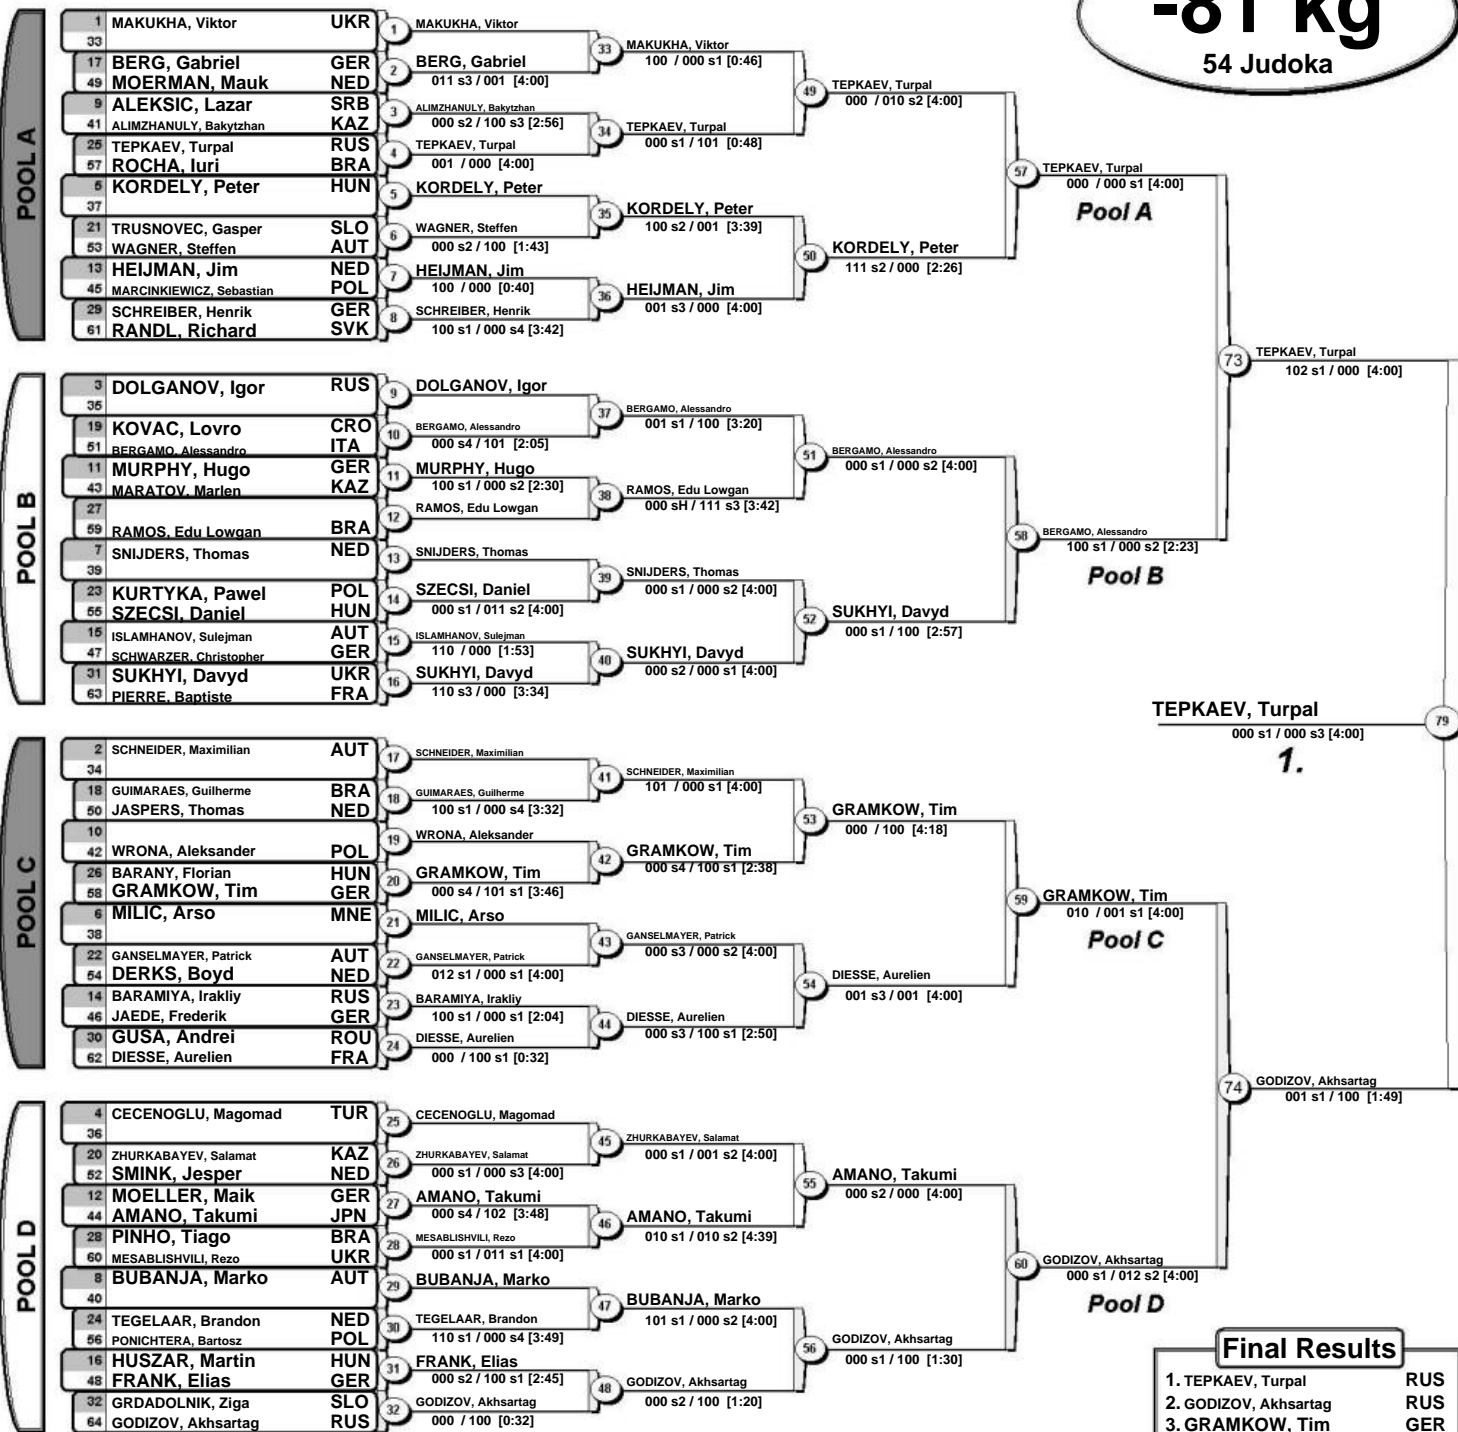 -81 kg
54 Judoka
POOL A
1 MAKUKHA, Viktor UKR
33
17 BERG, Gabriel GER
49 MOERMAN, Mauk NED
9 ALEKSIC, Lazar SRB
41 ALIMZHANULY, Bakytzhan KAZ
25 TEPKAEV, Turpal RUS
57 ROCHA, Iuri BRA
5 KORDELY, Peter HUN
37
21 TRUSNOVEC, Gasper SLO
53 WAGNER, Steffen AUT
13 HEIJMAN, Jim NED
45 MARCINKIEWICZ, Sebastian POL
29 SCHREIBER, Henrik GER
61 RANDL, Richard SVK
1 MAKUKHA, Viktor
2 BERG, Gabriel
011 s3 / 001 [4:00]
3 ALIMZHANULY, Bakytzhan
000 s2 / 100 s3 [2:56]
4 TEPKAEV, Turpal
001 / 000 [4:00]
5 KORDELY, Peter
6 WAGNER, Steffen
000 s2 / 100 [1:43]
7 HEIJMAN, Jim
100 / 000 [0:40]
8 SCHREIBER, Henrik
100 s1 / 000 s4 [3:42]
33 MAKUKHA, Viktor
100 / 000 s1 [0:46]
34 TEPKAEV, Turpal
000 s1 / 101 [0:48]
35 KORDELY, Peter
100 s2 / 001 [3:39]
36 HEIJMAN, Jim
001 s3 / 000 [4:00]
49 TEPKAEV, Turpal
000 / 010 s2 [4:00]
50 KORDELY, Peter
111 s2 / 000 [2:26]
57 TEPKAEV, Turpal
000 / 000 s1 [4:00]
Pool A
POOL B
3 DOLGANOV, Igor RUS
35
19 KOVAC, Lovro CRO
51 BERGAMO, Alessandro ITA
11 MURPHY, Hugo GER
43 MARATOV, Marlen KAZ
27
59 RAMOS, Edu Lowgan BRA
7 SNIJDERS, Thomas NED
39
23 KURTYKA, Pawel POL
55 SZECSI, Daniel HUN
15 ISLAMHANOV, Sulejman AUT
47 SCHWARZER, Christopher GER
31 SUKHYI, Davyd UKR
63 PIERRE, Baptiste FRA
9 DOLGANOV, Igor
10 BERGAMO, Alessandro
000 s4 / 101 [2:05]
11 MURPHY, Hugo
100 s1 / 000 s2 [2:30]
12 RAMOS, Edu Lowgan
13 SNIJDERS, Thomas
14 SZECSI, Daniel
000 s1 / 011 s2 [4:00]
15 ISLAMHANOV, Sulejman
110 / 000 [1:53]
16 SUKHYI, Davyd
110 s3 / 000 [3:34]
37 BERGAMO, Alessandro
001 s1 / 100 [3:20]
38 RAMOS, Edu Lowgan
000 sH / 111 s3 [3:42]
39 SNIJDERS, Thomas
000 s1 / 000 s2 [4:00]
40 SUKHYI, Davyd
000 s2 / 000 s1 [4:00]
51 BERGAMO, Alessandro
000 s1 / 000 s2 [4:00]
52 SUKHYI, Davyd
000 s1 / 100 [2:57]
58 BERGAMO, Alessandro
100 s1 / 000 s2 [2:23]
Pool B
73 TEPKAEV, Turpal
102 s1 / 000 [4:00]
TEPKAEV, Turpal 79
000 s1 / 000 s3 [4:00]
1.
POOL C
2 SCHNEIDER, Maximilian AUT
34
18 GUIMARAES, Guilherme BRA
50 JASPERS, Thomas NED
10
42 WRONA, Aleksander POL
26 BARANY, Florian HUN
58 GRAMKOW, Tim GER
6 MILIC, Arso MNE
38
22 GANSELMAYER, Patrick AUT
54 DERKS, Boyd NED
14 BARAMIYA, Irakliy RUS
46 JAEDE, Frederik GER
30 GUSA, Andrei ROU
62 DIESSE, Aurelien FRA
17 SCHNEIDER, Maximilian
18 GUIMARAES, Guilherme
100 s1 / 000 s4 [3:32]
19 WRONA, Aleksander
20 GRAMKOW, Tim
000 s4 / 101 s1 [3:46]
21 MILIC, Arso
22 GANSELMAYER, Patrick
012 s1 / 000 s1 [4:00]
23 BARAMIYA, Irakliy
100 s1 / 000 s1 [2:04]
24 DIESSE, Aurelien
000 / 100 s1 [0:32]
41 SCHNEIDER, Maximilian
101 / 000 s1 [4:00]
42 GRAMKOW, Tim
000 s4 / 100 s1 [2:38]
43 GANSELMAYER, Patrick
000 s3 / 000 s2 [4:00]
44 DIESSE, Aurelien
000 s3 / 100 s1 [2:50]
53 GRAMKOW, Tim
000 / 100 [4:18]
54 DIESSE, Aurelien
001 s3 / 001 [4:00]
59 GRAMKOW, Tim
010 / 001 s1 [4:00]
Pool C
74 GODIZOV, Akhsartag
001 s1 / 100 [1:49]
POOL D
4 CECENOGLU, Magomad TUR
36
20 ZHURKABAYEV, Salamat KAZ
52 SMINK, Jesper NED
12 MOELLER, Maik GER
44 AMANO, Takumi JPN
28 PINHO, Tiago BRA
60 MESABLISHVILI, Rezo UKR
8 BUBANJA, Marko AUT
40
24 TEGELAAR, Brandon NED
56 PONICHTERA, Bartosz POL
16 HUSZAR, Martin HUN
48 FRANK, Elias GER
32 GRDADOLNIK, Ziga SLO
64 GODIZOV, Akhsartag RUS
25 CECENOGLU, Magomad
26 ZHURKABAYEV, Salamat
000 s1 / 000 s3 [4:00]
27 AMANO, Takumi
000 s4 / 102 [3:48]
28 MESABLISHVILI, Rezo
000 s1 / 011 s1 [4:00]
29 BUBANJA, Marko
30 TEGELAAR, Brandon
110 s1 / 000 s4 [3:49]
31 FRANK, Elias
000 s2 / 100 s1 [2:45]
32 GODIZOV, Akhsartag
000 / 100 [0:32]
45 ZHURKABAYEV, Salamat
000 s1 / 001 s2 [4:00]
46 AMANO, Takumi
010 s1 / 010 s2 [4:39]
47 BUBANJA, Marko
101 s1 / 000 s2 [4:00]
48 GODIZOV, Akhsartag
000 s2 / 100 [1:20]
55 AMANO, Takumi
000 s2 / 000 [4:00]
56 GODIZOV, Akhsartag
000 s1 / 100 [1:30]
60 GODIZOV, Akhsartag
000 s1 / 012 s2 [4:00]
Pool D
Final Results
1. TEPKAEV, Turpal RUS
2. GODIZOV, Akhsartag RUS
3. GRAMKOW, Tim GER